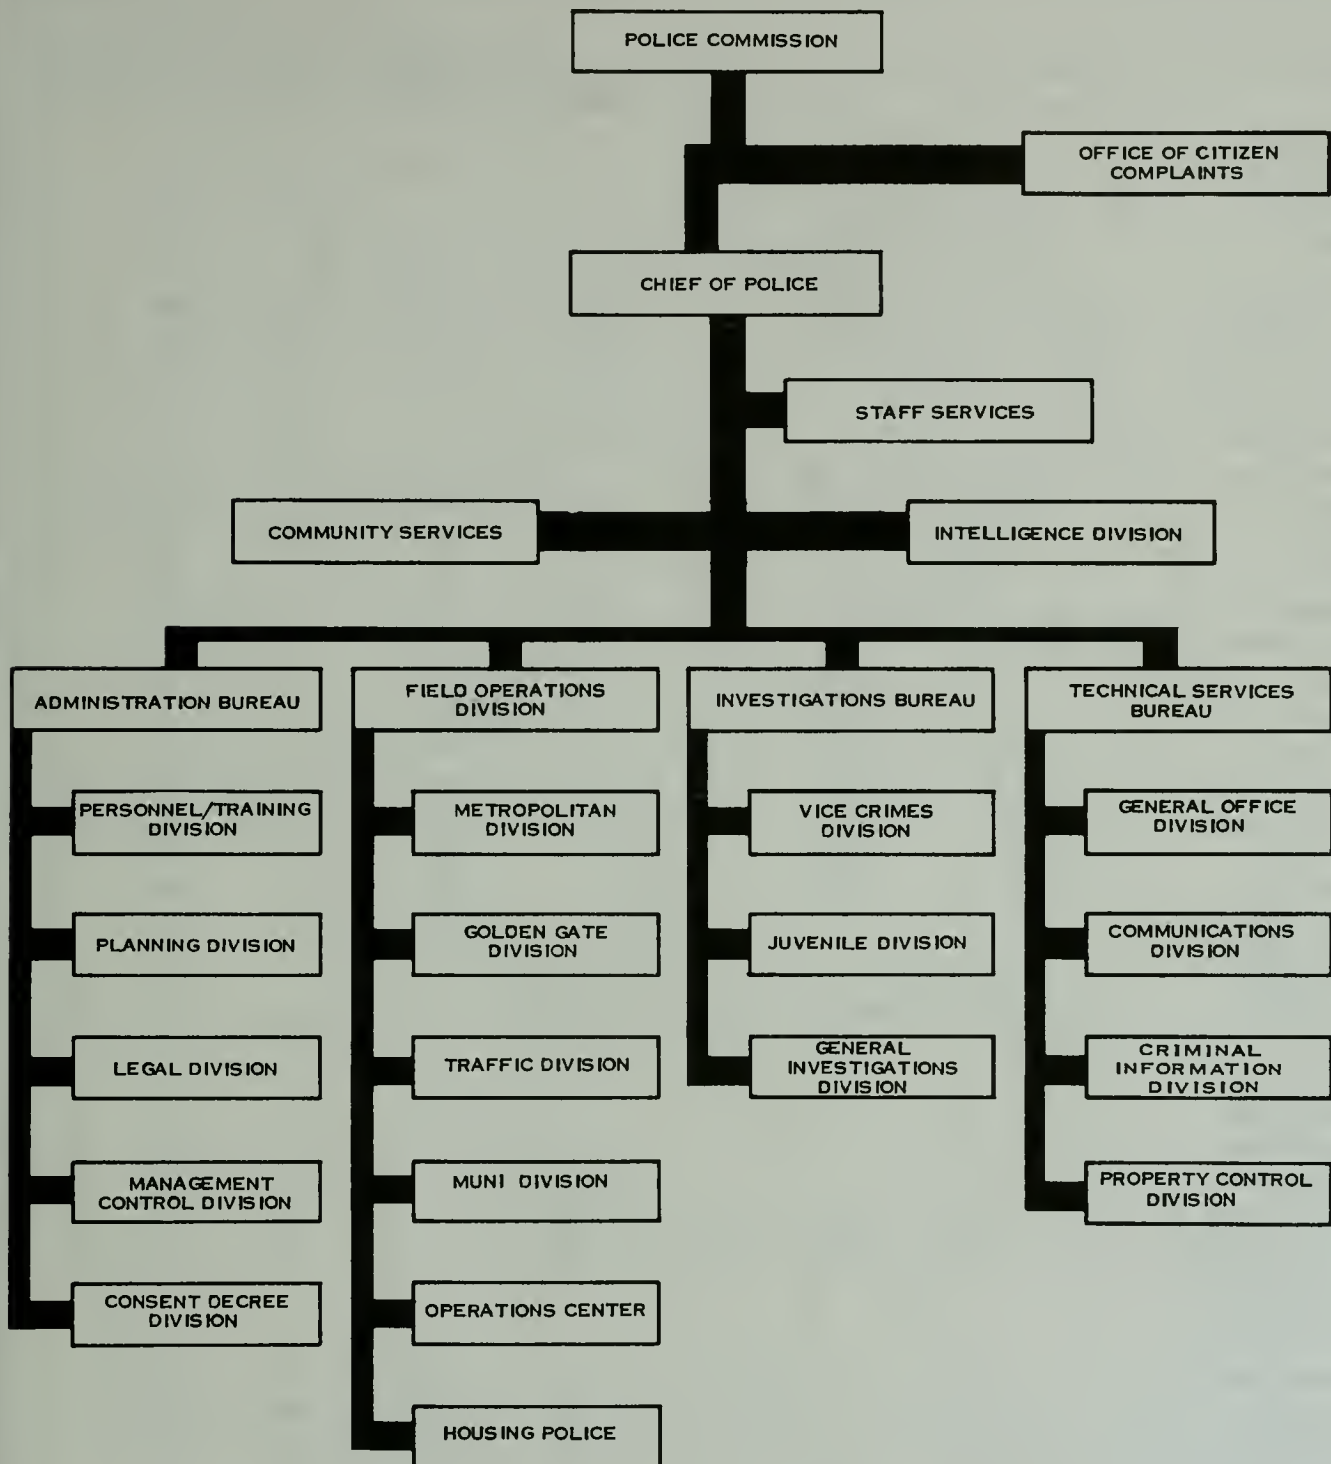 POLICE COMMISSION
OFFICE OF CITIZEN
COMPLAINTS
CHIEF OF POLICE
STAFF SERVICES
COMMUNITY SERVICES
INTELLIGENCE DIVISION
ADMINISTRATION BUREAU
PERSONNEL/TRAINING
DIVISION
PLANNING DIVISION
LEGAL DIVISION
MANAGEMENT
CONTROL DIVISION
CONSENT DECREE
DIVISION
FIELD OPERATIONS
DIVISION
METROPOLITAN
DIVISION
GOLDEN GATE
DIVISION
TRAFFIC DIVISION
MUNI DIVISION
OPERATIONS CENTER
HOUSING POLICE
INVESTIGATIONS BUREAU
VICE CRIMES
DIVISION
JUVENILE DIVISION
GENERAL
INVESTIGATIONS
DIVISION
TECHNICAL SERVICES
BUREAU
GENERAL OFFICE
DIVISION
COMMUNICATIONS
DIVISION
CRIMINAL
INFORMATION
DIVISION
PROPERTY CONTROL
DIVISION